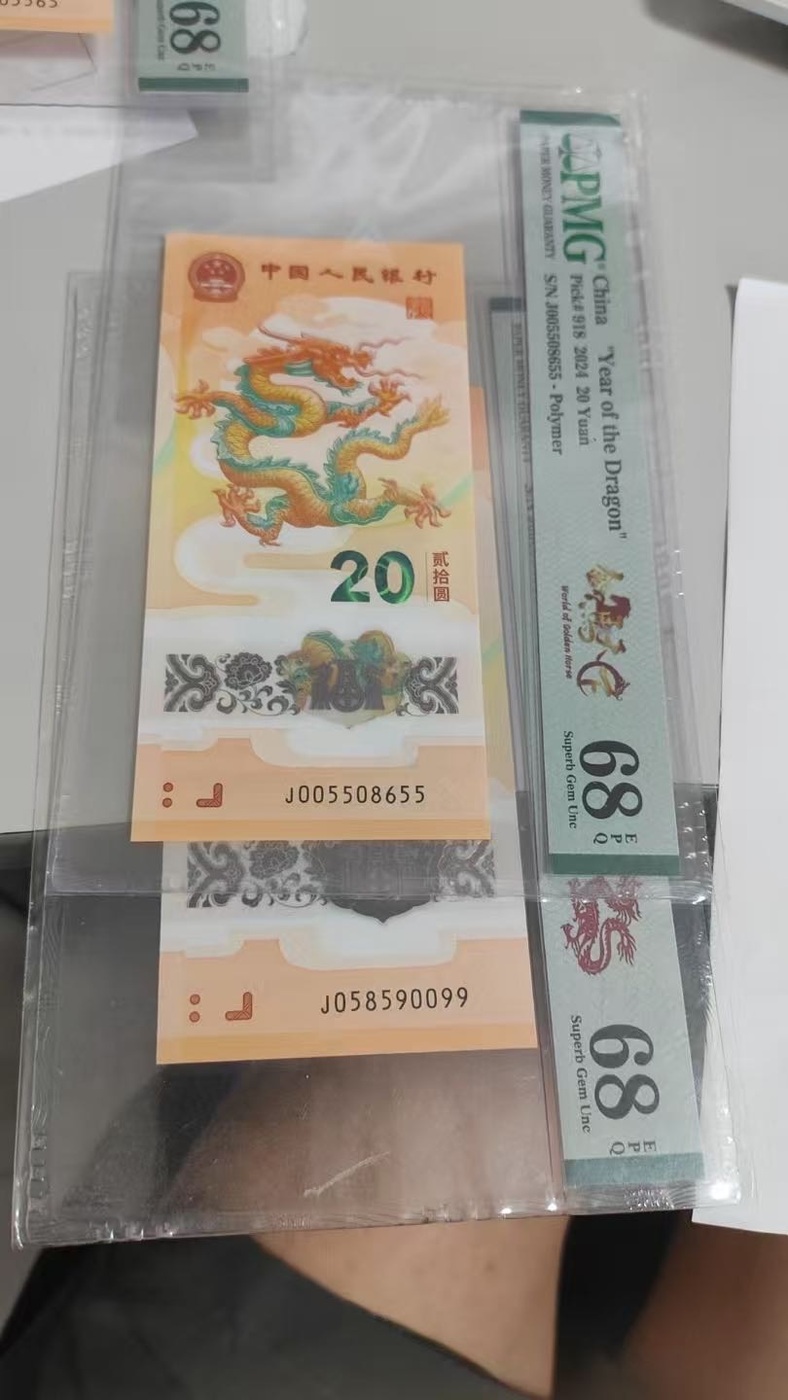 68
E
P
Q
中国人民银行
20
贰拾圆
J005508655
PMG
PAPER MONEY GUARANTY
China "Year of the Dragon"
Pick# 918 2024 20 Yuan
S/N J005508655 - Polymer
World of Golden Horse
68
E
P
Q
Superb Gem Unc
J058590099
68
E
P
Q
Superb Gem Unc